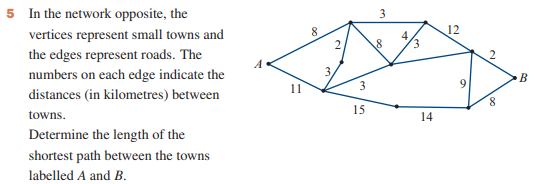 5 In the network opposite, the
vertices represent small towns and
the edges represent roads. The
numbers on each edge indicate the
distances (in kilometres) between
towns.
Determine the length of the
shortest path between the towns
labelled A and B.
3
8
12
2
8
4
3
2
A
3
B
11
3
9
15
8
14